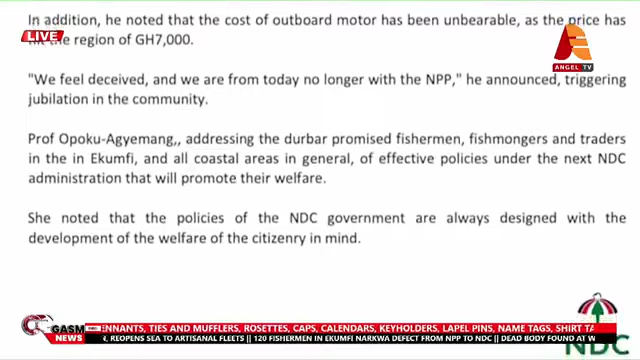 In addition, he noted that the cost of outboard motor has been unbearable, as the price has
hit the region of GH7,000.
LIVE
ANGEL TV
"We feel deceived, and we are from today no longer with the NPP," he announced, triggering
jubilation in the community.
Prof Opoku-Agyemang,, addressing the durbar promised fishermen, fishmongers and traders
in the in Ekumfi, and all coastal areas in general, of effective policies under the next NDC
administration that will promote their welfare.
She noted that the policies of the NDC government are always designed with the
development of the welfare of the citizenry in mind.
NDC
GASM
NEWS
ENNANTS, TIES AND MUFFLERS, ROSETTES, CAPS, CALENDARS, KEYHOLDERS, LAPEL PINS, NAME TAGS, SHIRT TA
R, REOPENS SEA TO ARTISANAL FLEETS || 120 FISHERMEN IN EKUMFI NARKWA DEFECT FROM NPP TO NDC || DEAD BODY FOUND AT W